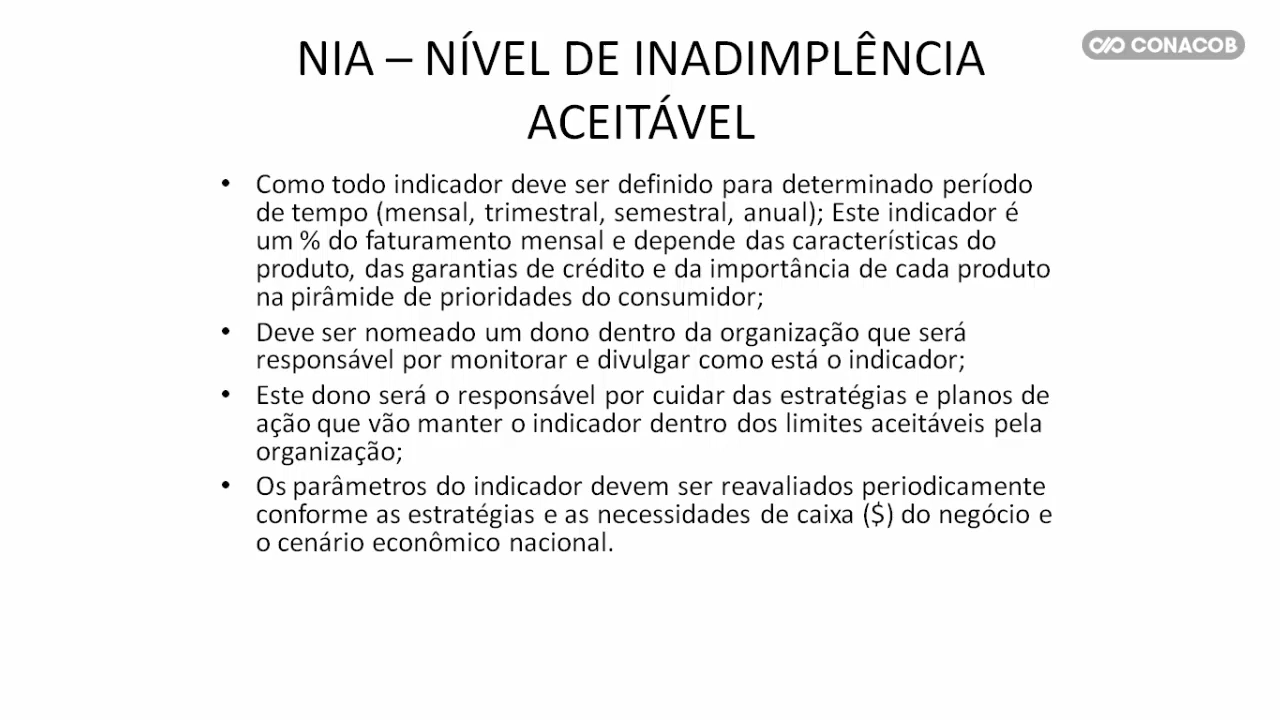 NIA – NÍVEL DE INADIMPLÊNCIA
ACEITÁVEL
CONACOB
• Como todo indicador deve ser definido para determinado período
de tempo (mensal, trimestral, semestral, anual); Este indicador é
um % do faturamento mensal e depende das características do
produto, das garantias de crédito e da importância de cada produto
na pirâmide de prioridades do consumidor;
• Deve ser nomeado um dono dentro da organização que será
responsável por monitorar e divulgar como está o indicador;
• Este dono será o responsável por cuidar das estratégias e planos de
ação que vão manter o indicador dentro dos limites aceitáveis pela
organização;
• Os parâmetros do indicador devem ser reavaliados periodicamente
conforme as estratégias e as necessidades de caixa ($) do negócio e
o cenário econômico nacional.